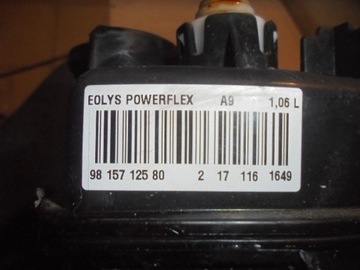 EOLYS POWERFLEX A9 1,06 L
98 157 125 80 2 17 116 1649